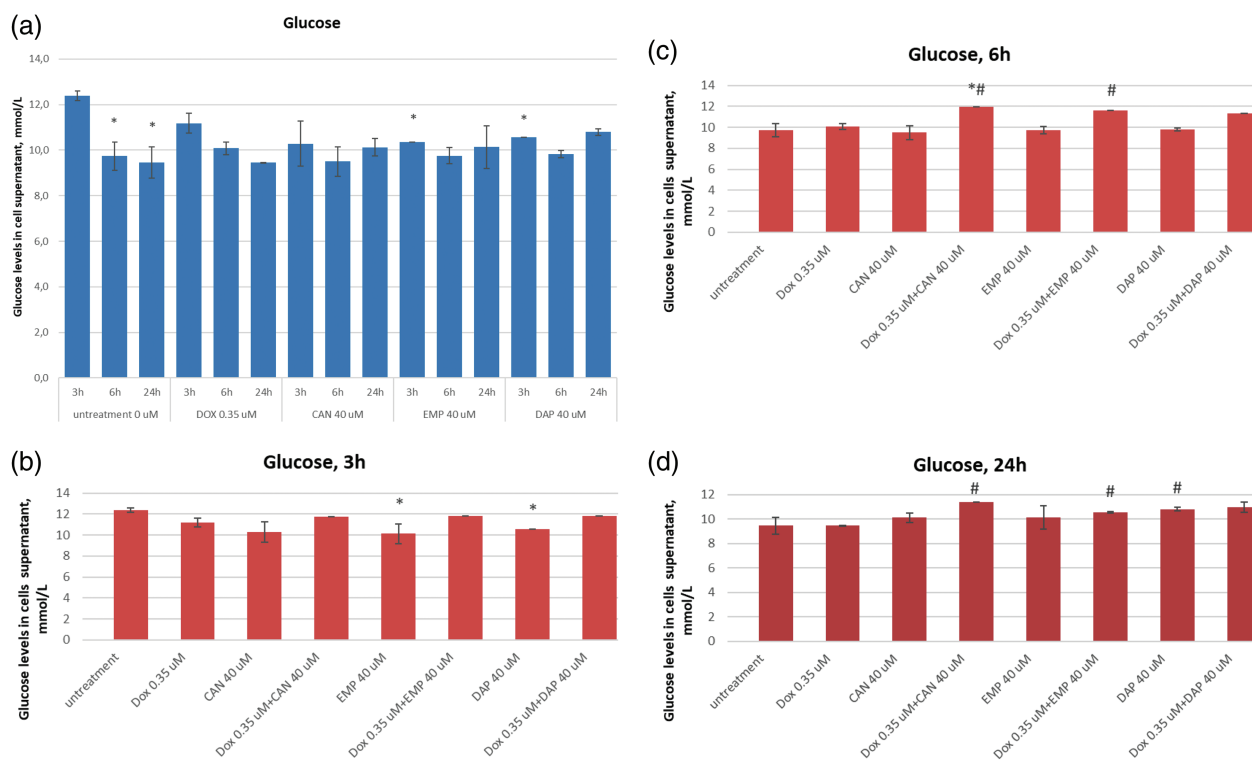 (a)
Glucose
Glucose levels in cell supernatant, mmol/L
14,0
12,0
10,0
8,0
6,0
4,0
2,0
0,0
* * * *
3h 6h 24h 3h 6h 24h 3h 6h 24h 3h 6h 24h 3h 6h 24h
untreatment 0 uM DOX 0.35 uM CAN 40 uM EMP 40 uM DAP 40 uM
(b)
Glucose, 3h
Glucose levels in cells supernatant,
mmol/L
14
12
10
8
6
4
2
0
* *
untreatment
Dox 0.35 uM
CAN 40 uM
Dox 0.35 uM+CAN 40 uM
EMP 40 uM
Dox 0.35 uM+EMP 40 uM
DAP 40 uM
Dox 0.35 uM+DAP 40 uM
(c)
Glucose, 6h
Glucose levels in cells supernatant,
mmol/L
14
12
10
8
6
4
2
0
*# #
untreatment
Dox 0.35 uM
CAN 40 uM
Dox 0.35 uM+CAN 40 uM
EMP 40 uM
Dox 0.35 uM+EMP 40 uM
DAP 40 uM
Dox 0.35 uM+DAP 40 uM
(d)
Glucose, 24h
Glucose levels in cells supernatant,
mmol/L
12
10
8
6
4
2
0
# # #
untreatment
Dox 0.35 uM
CAN 40 uM
Dox 0.35 uM+CAN 40 uM
EMP 40 uM
Dox 0.35 uM+EMP 40 uM
DAP 40 uM
Dox 0.35 uM+DAP 40 uM